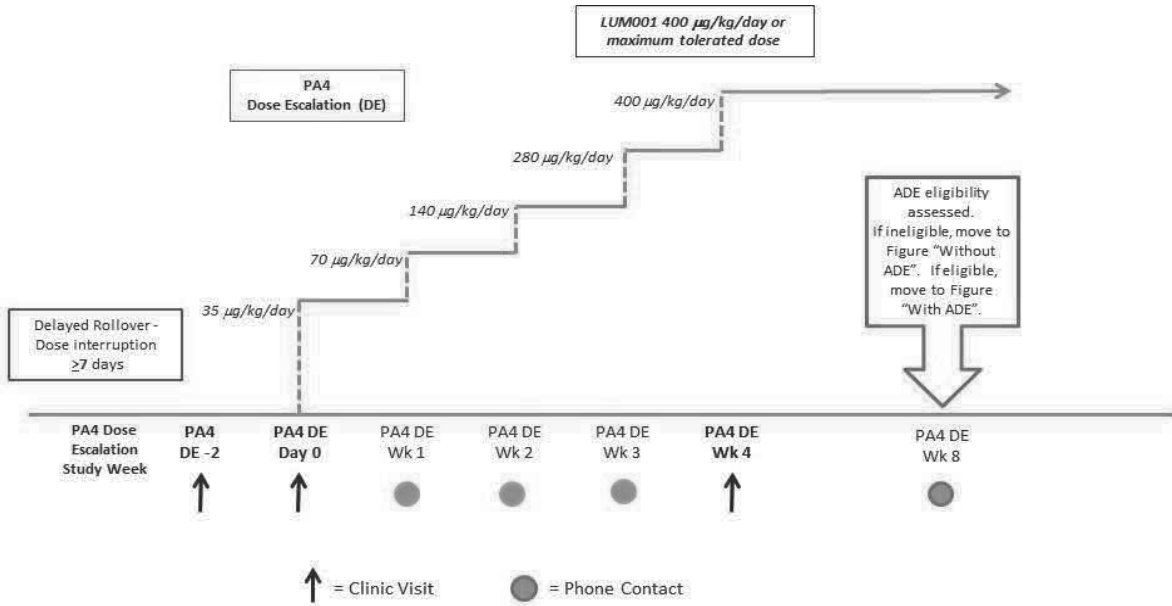 LUM001 400 µg/kg/day or
maximum tolerated dose
PA4
Dose Escalation (DE)
400 µg/kg/day
280 µg/kg/day
140 µg/kg/day
70 µg/kg/day
35 µg/kg/day
ADE eligibility
assessed.
If ineligible, move to
Figure “Without
ADE”. If eligible,
move to Figure
“With ADE”.
Delayed Rollover -
Dose interruption
≥7 days
PA4 Dose
Escalation
Study Week
PA4
DE -2
PA4 DE
Day 0
PA4 DE
Wk 1
PA4 DE
Wk 2
PA4 DE
Wk 3
PA4 DE
Wk 4
PA4 DE
Wk 8
= Clinic Visit
= Phone Contact